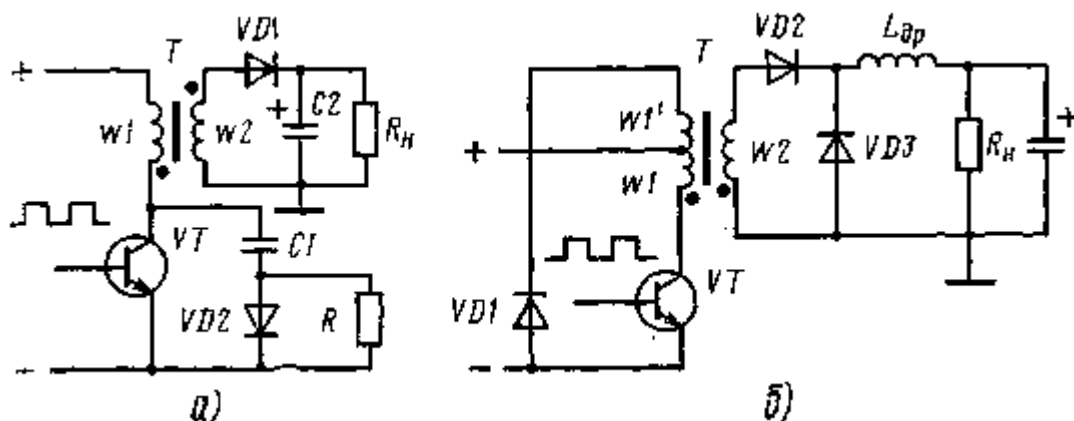 T
VD1
+
w1
w2
+
C2
Rн
VT
C1
VD2
R
-
а)
VD2
Lдр
T
w1'
+
w1
w2
VD3
Rн
+
VT
VD1
-
б)